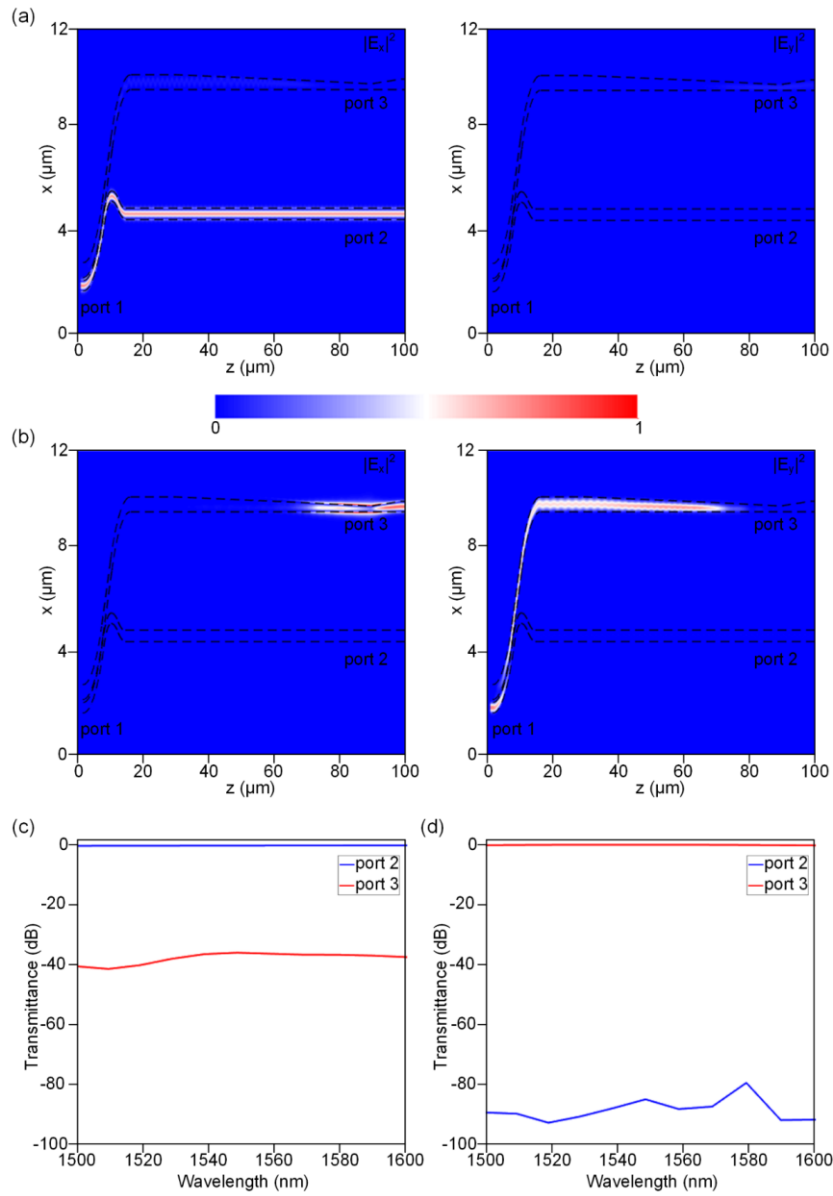 (a)
12
8
4
0
x (µm)
|Ex|²
port 3
port 2
port 1
0 20 40 60 80 100
z (µm)
12
8
4
0
x (µm)
|Ey|²
port 3
port 2
port 1
0 20 40 60 80 100
z (µm)
0 1
(b)
12
8
4
0
x (µm)
|Ex|²
port 3
port 2
port 1
0 20 40 60 80 100
z (µm)
12
8
4
0
x (µm)
|Ey|²
port 3
port 2
port 1
0 20 40 60 80 100
z (µm)
(c)
0
-20
-40
-60
-80
-100
Transmittance (dB)
port 2
port 3
1500 1520 1540 1560 1580 1600
Wavelength (nm)
(d)
0
-20
-40
-60
-80
-100
Transmittance (dB)
port 2
port 3
1500 1520 1540 1560 1580 1600
Wavelength (nm)